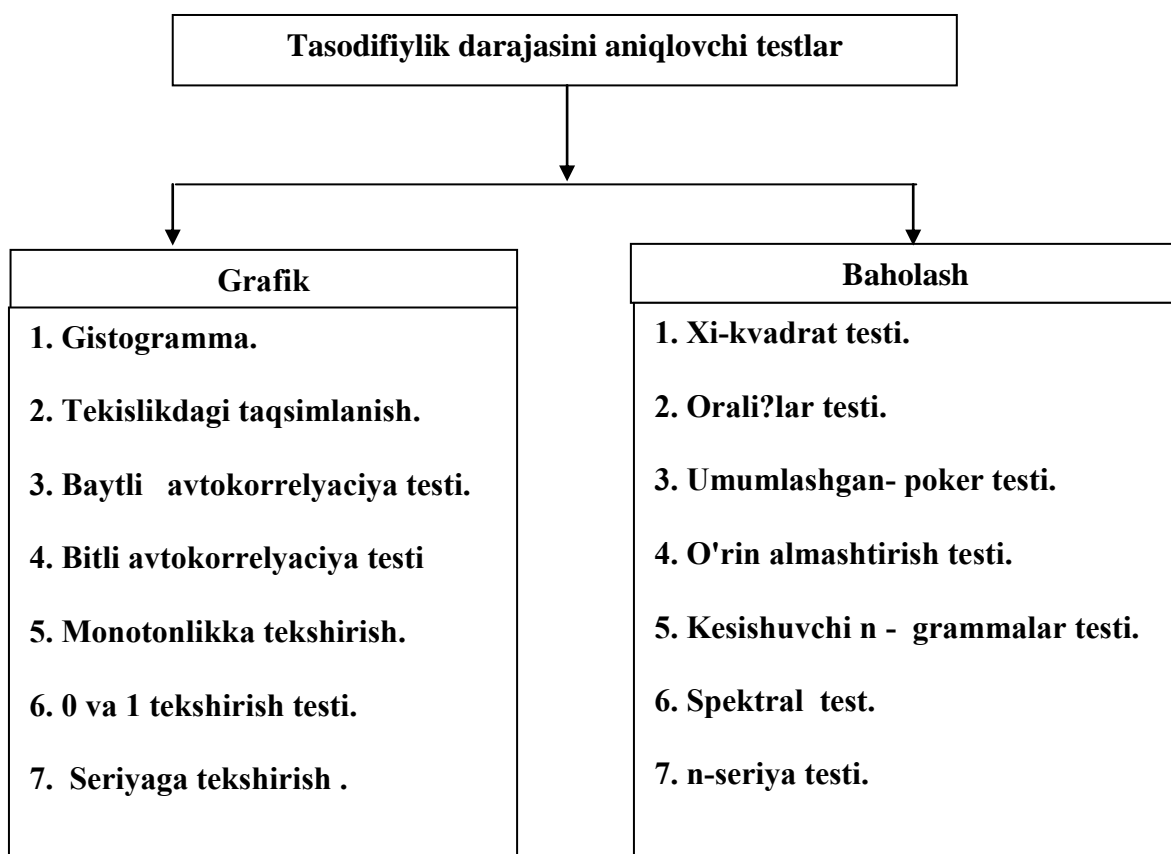 Tasodifiylik darajasini aniqlovchi testlar
Grafik
1. Gistogramma.
2. Tekislikdagi taqsimlanish.
3. Baytli avtokorrelyaciya testi.
4. Bitli avtokorrelyaciya testi
5. Monotonlikka tekshirish.
6. 0 va 1 tekshirish testi.
7. Seriyaga tekshirish .
Baholash
1. Xi-kvadrat testi.
2. Orali?lar testi.
3. Umumlashgan- poker testi.
4. O'rin almashtirish testi.
5. Kesishuvchi n - grammalar testi.
6. Spektral test.
7. n-seriya testi.